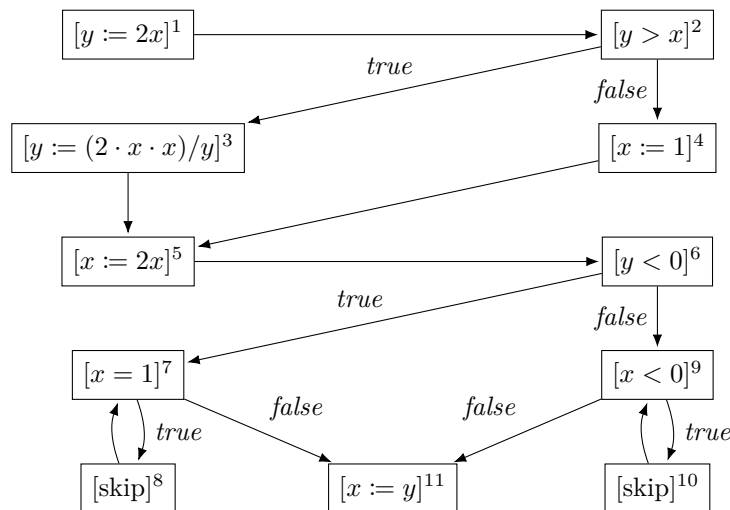 [y := 2x]¹
[y > x]²
true
false
[y := (2 · x · x)/y]³
[x := 1]⁴
[x := 2x]⁵
[y < 0]⁶
true
false
[x = 1]⁷
[x < 0]⁹
false
false
true
true
[skip]⁸
[x := y]¹¹
[skip]¹⁰